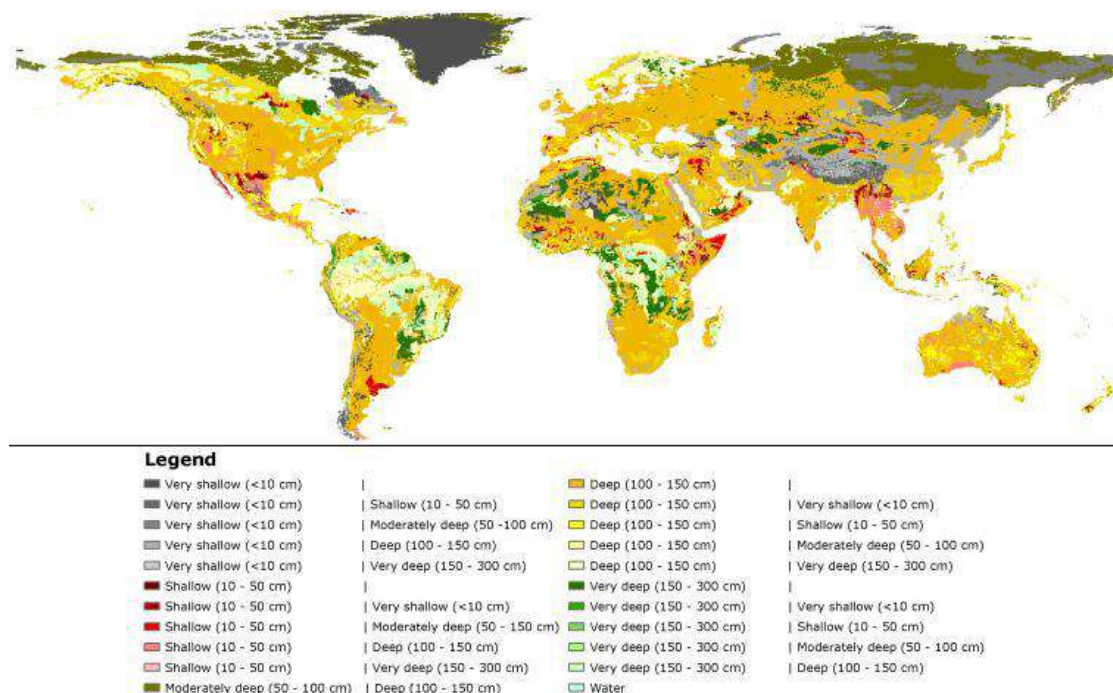 Legend
Very shallow (<10 cm) | Deep (100 - 150 cm) |
Very shallow (<10 cm) | Shallow (10 - 50 cm) Deep (100 - 150 cm) | Very shallow (<10 cm)
Very shallow (<10 cm) | Moderately deep (50 -100 cm) Deep (100 - 150 cm) | Shallow (10 - 50 cm)
Very shallow (<10 cm) | Deep (100 - 150 cm) Deep (100 - 150 cm) | Moderately deep (50 - 100 cm)
Very shallow (<10 cm) | Very deep (150 - 300 cm) Deep (100 - 150 cm) | Very deep (150 - 300 cm)
Shallow (10 - 50 cm) | Very deep (150 - 300 cm) |
Shallow (10 - 50 cm) | Very shallow (<10 cm) Very deep (150 - 300 cm) | Very shallow (<10 cm)
Shallow (10 - 50 cm) | Moderately deep (50 - 150 cm) Very deep (150 - 300 cm) | Shallow (10 - 50 cm)
Shallow (10 - 50 cm) | Deep (100 - 150 cm) Very deep (150 - 300 cm) | Moderately deep (50 - 100 cm)
Shallow (10 - 50 cm) | Very deep (150 - 300 cm) Very deep (150 - 300 cm) | Deep (100 - 150 cm)
Moderately deep (50 - 100 cm) | Deep (100 - 150 cm) Water